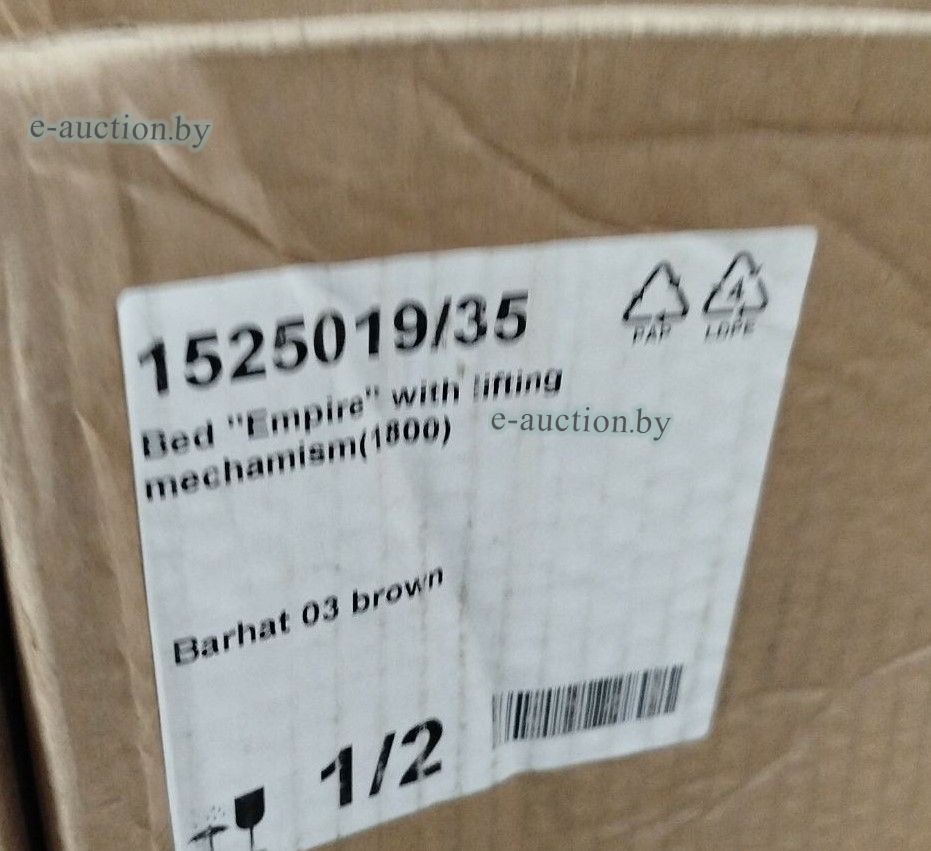 e-auction.by
1525019/35
PAP
4
LDPE
Bed "Empire" with lifting
mechamism(1800)
e-auction.by
Barhat 03 brown
1/2